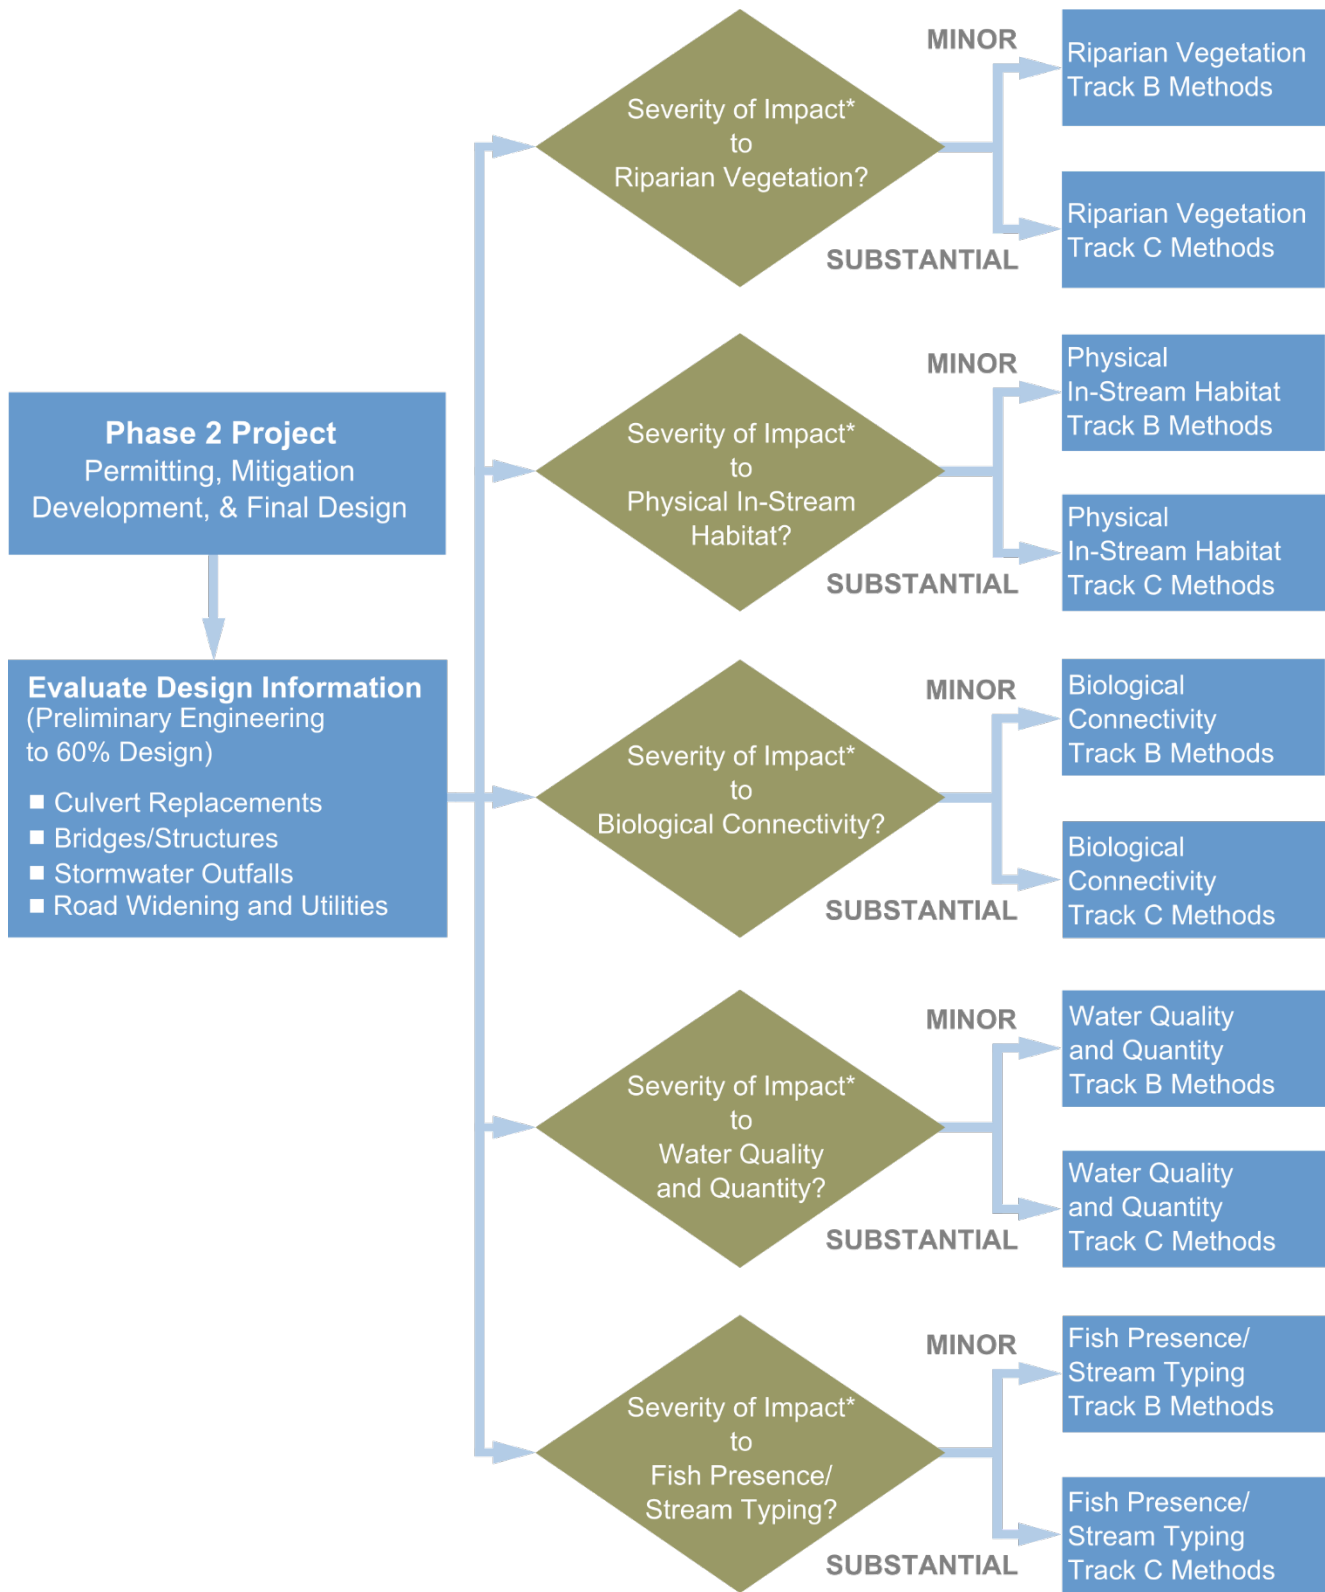 Phase 2 Project
Permitting, Mitigation
Development, & Final Design
Evaluate Design Information
(Preliminary Engineering
to 60% Design)
■ Culvert Replacements
■ Bridges/Structures
■ Stormwater Outfalls
■ Road Widening and Utilities
Severity of Impact*
to
Riparian Vegetation?
MINOR
Riparian Vegetation
Track B Methods
SUBSTANTIAL
Riparian Vegetation
Track C Methods
Severity of Impact*
to
Physical In-Stream
Habitat?
MINOR
Physical
In-Stream Habitat
Track B Methods
SUBSTANTIAL
Physical
In-Stream Habitat
Track C Methods
Severity of Impact*
to
Biological Connectivity?
MINOR
Biological
Connectivity
Track B Methods
SUBSTANTIAL
Biological
Connectivity
Track C Methods
Severity of Impact*
to
Water Quality
and Quantity?
MINOR
Water Quality
and Quantity
Track B Methods
SUBSTANTIAL
Water Quality
and Quantity
Track C Methods
Severity of Impact*
to
Fish Presence/
Stream Typing?
MINOR
Fish Presence/
Stream Typing
Track B Methods
SUBSTANTIAL
Fish Presence/
Stream Typing
Track C Methods